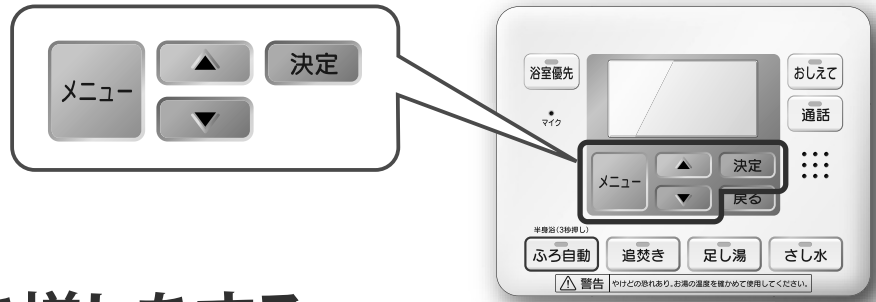 メニュー
▲
決定
▼
浴室優先
おしえて
マイク
通話
メニュー
▲
決定
▼
戻る
半身浴(3秒押し)
ふろ自動
追焚き
足し湯
さし水
⚠警告 やけどの恐れあり。お湯の温度を確かめて使用してください。
をする